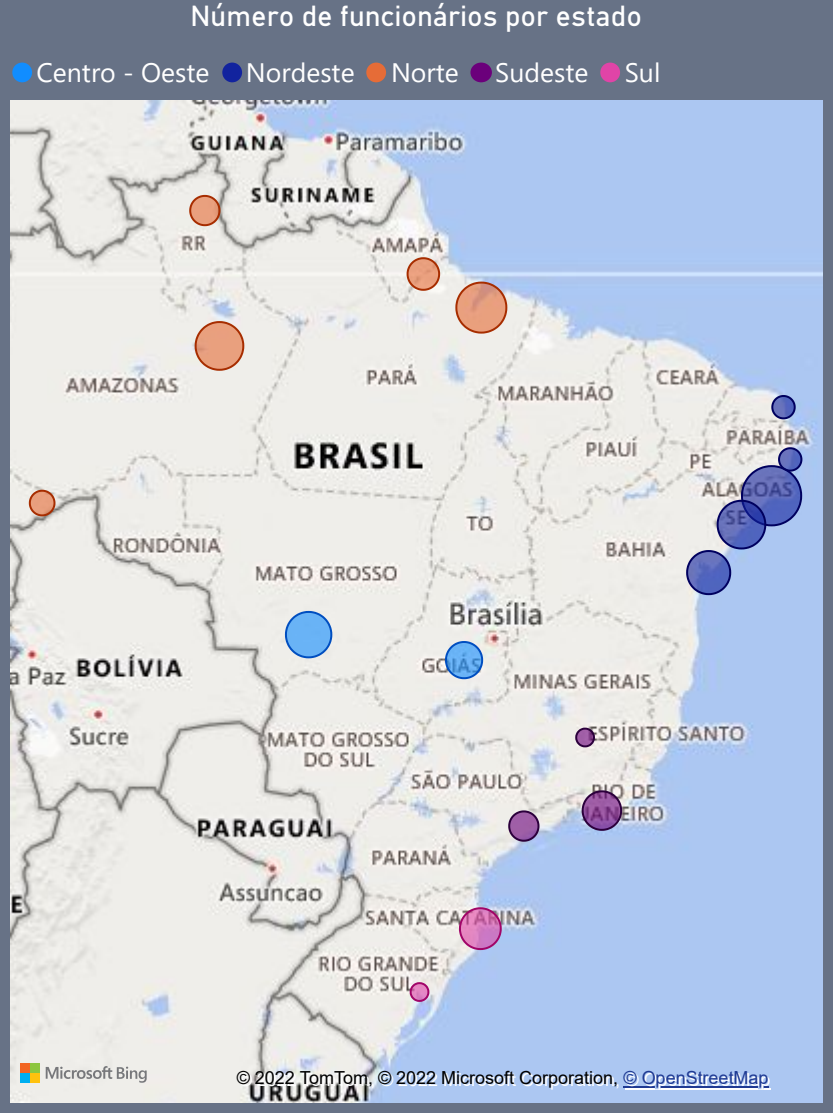 Número de funcionários por estado
Centro - Oeste Nordeste Norte Sudeste Sul
Georgetown
GUIANA
Paramaribo
SURINAME
RR
AMAPÁ
AMAZONAS
PARÁ
MARANHÃO
CEARÁ
BRASIL
PIAUÍ
PARAÍBA
PE
ALAGOAS
SE
TO
RONDÔNIA
BAHIA
MATO GROSSO
Brasília
a Paz
BOLÍVIA
GOIÁS
MINAS GERAIS
Sucre
MATO GROSSO
DO SUL
ESPÍRITO SANTO
SÃO PAULO
RIO DE
JANEIRO
PARAGUAI
PARANÁ
Assuncao
E
SANTA CATARINA
RIO GRANDE
DO SUL
Microsoft Bing
© 2022 TomTom, © 2022 Microsoft Corporation, © OpenStreetMap
URUGUAI